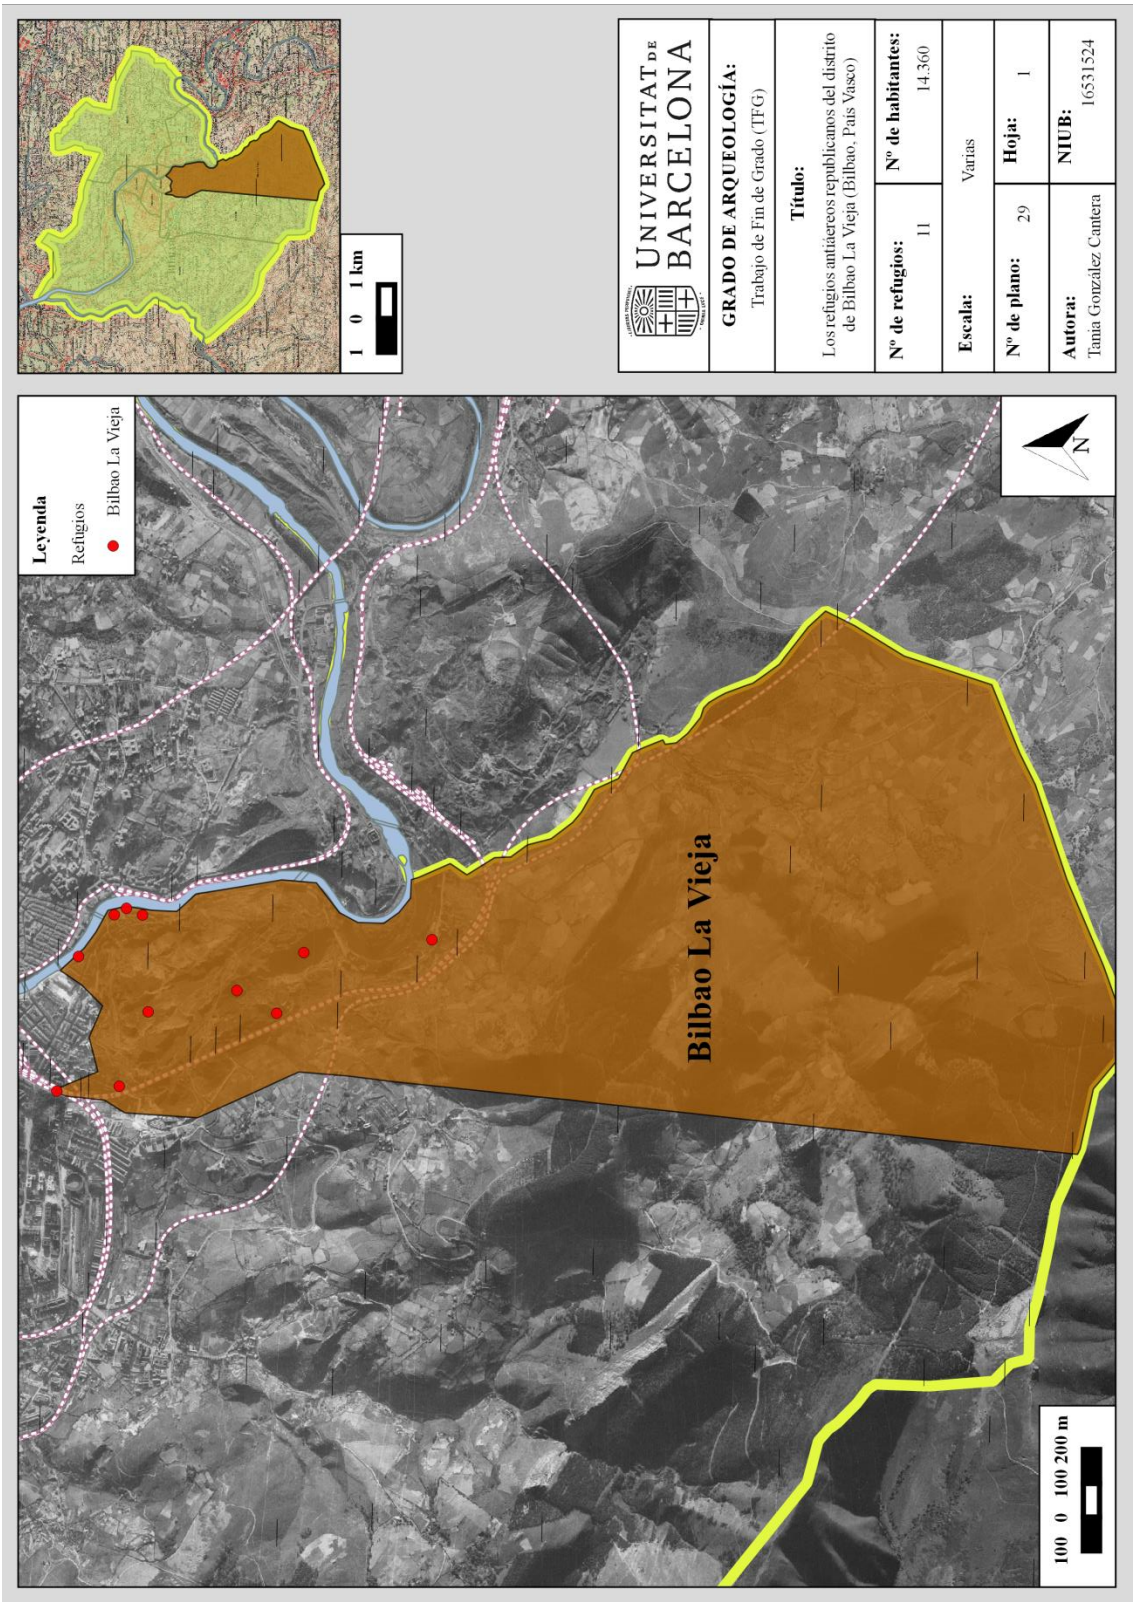 Leyenda
Refugios
Bilbao La Vieja
Bilbao La Vieja
100 0 100 200 m
N
1 0 1 km
UNIVERSITAT DE
BARCELONA
GRADO DE ARQUEOLOGÍA:
Trabajo de Fin de Grado (TFG)
Título:
Los refugios antiáereos republicanos del distrito
de Bilbao La Vieja (Bilbao, País Vasco)
Nº de refugios:
11
Nº de habitantes:
14.360
Escala:
Varias
Nº de plano:
29
Hoja:
1
Autora:
Tania González Cantera
NIUB:
16531524